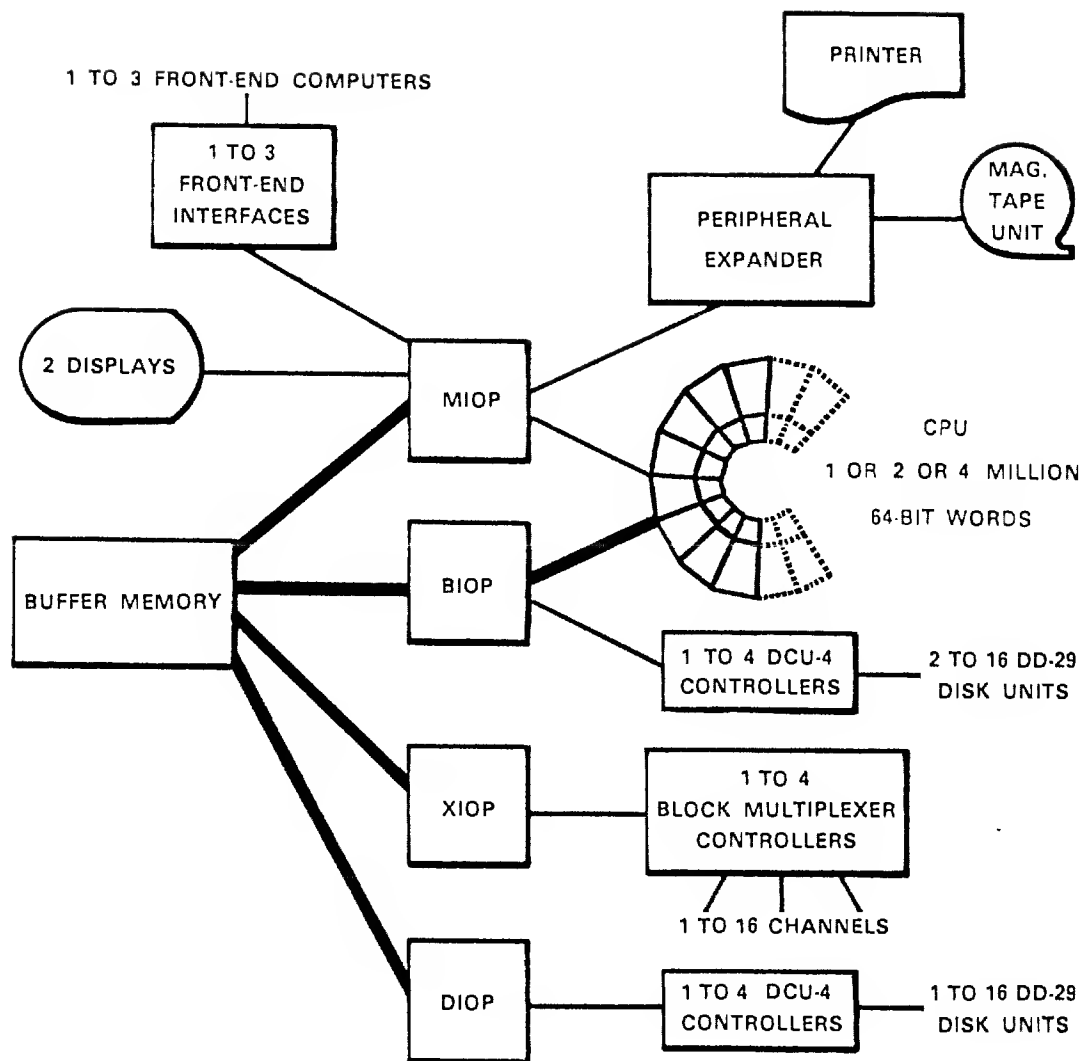 1 TO 3 FRONT-END COMPUTERS
1 TO 3
FRONT-END
INTERFACES
PRINTER
MAG.
TAPE
UNIT
PERIPHERAL
EXPANDER
2 DISPLAYS
MIOP
CPU
1 OR 2 OR 4 MILLION
64-BIT WORDS
BUFFER MEMORY
BIOP
1 TO 4 DCU-4
CONTROLLERS
2 TO 16 DD-29
DISK UNITS
XIOP
1 TO 4
BLOCK MULTIPLEXER
CONTROLLERS
1 TO 16 CHANNELS
DIOP
1 TO 4 DCU-4
CONTROLLERS
1 TO 16 DD-29
DISK UNITS